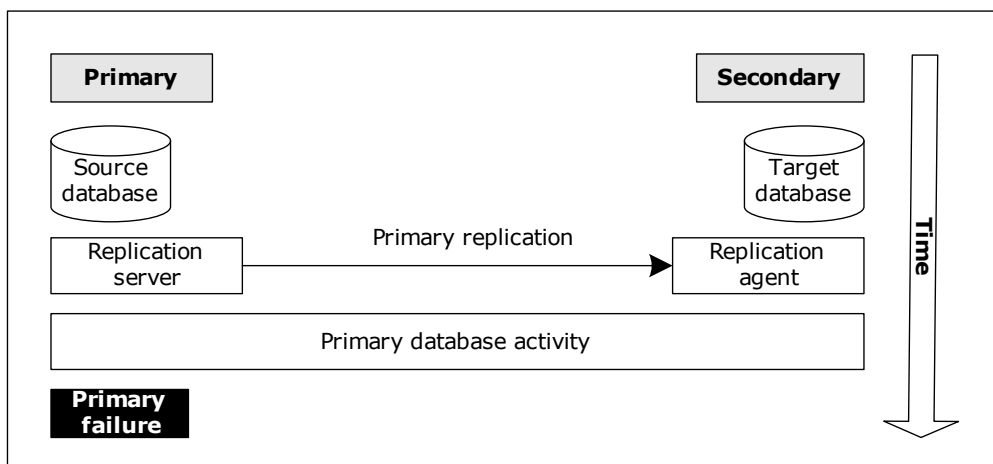 Primary
Secondary
Source
database
Target
database
Primary replication
Replication
server
Replication
agent
Time
Primary database activity
Primary
failure